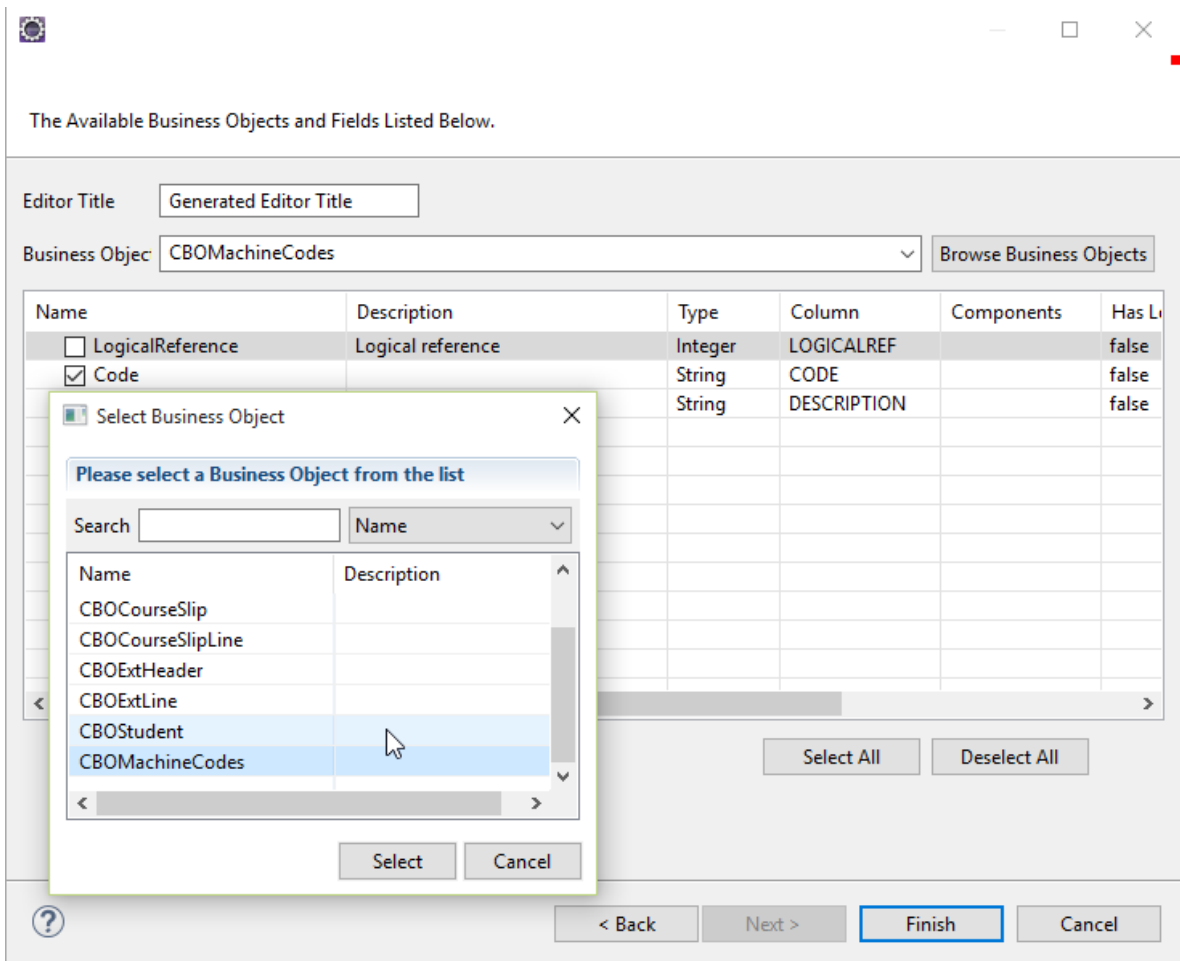 The Available Business Objects and Fields Listed Below.
Editor Title Generated Editor Title
Business Objec CBOMachineCodes Browse Business Objects
Name Description Type Column Components Has L
LogicalReference Logical reference Integer LOGICALREF false
Code String CODE false
String DESCRIPTION false
Select Business Object
Please select a Business Object from the list
Search Name
Name Description
CBOCourseSlip
CBOCourseSlipLine
CBOExtHeader
CBOExtLine
CBOStudent
CBOMachineCodes
Select Cancel
Select All Deselect All
? < Back Next > Finish Cancel